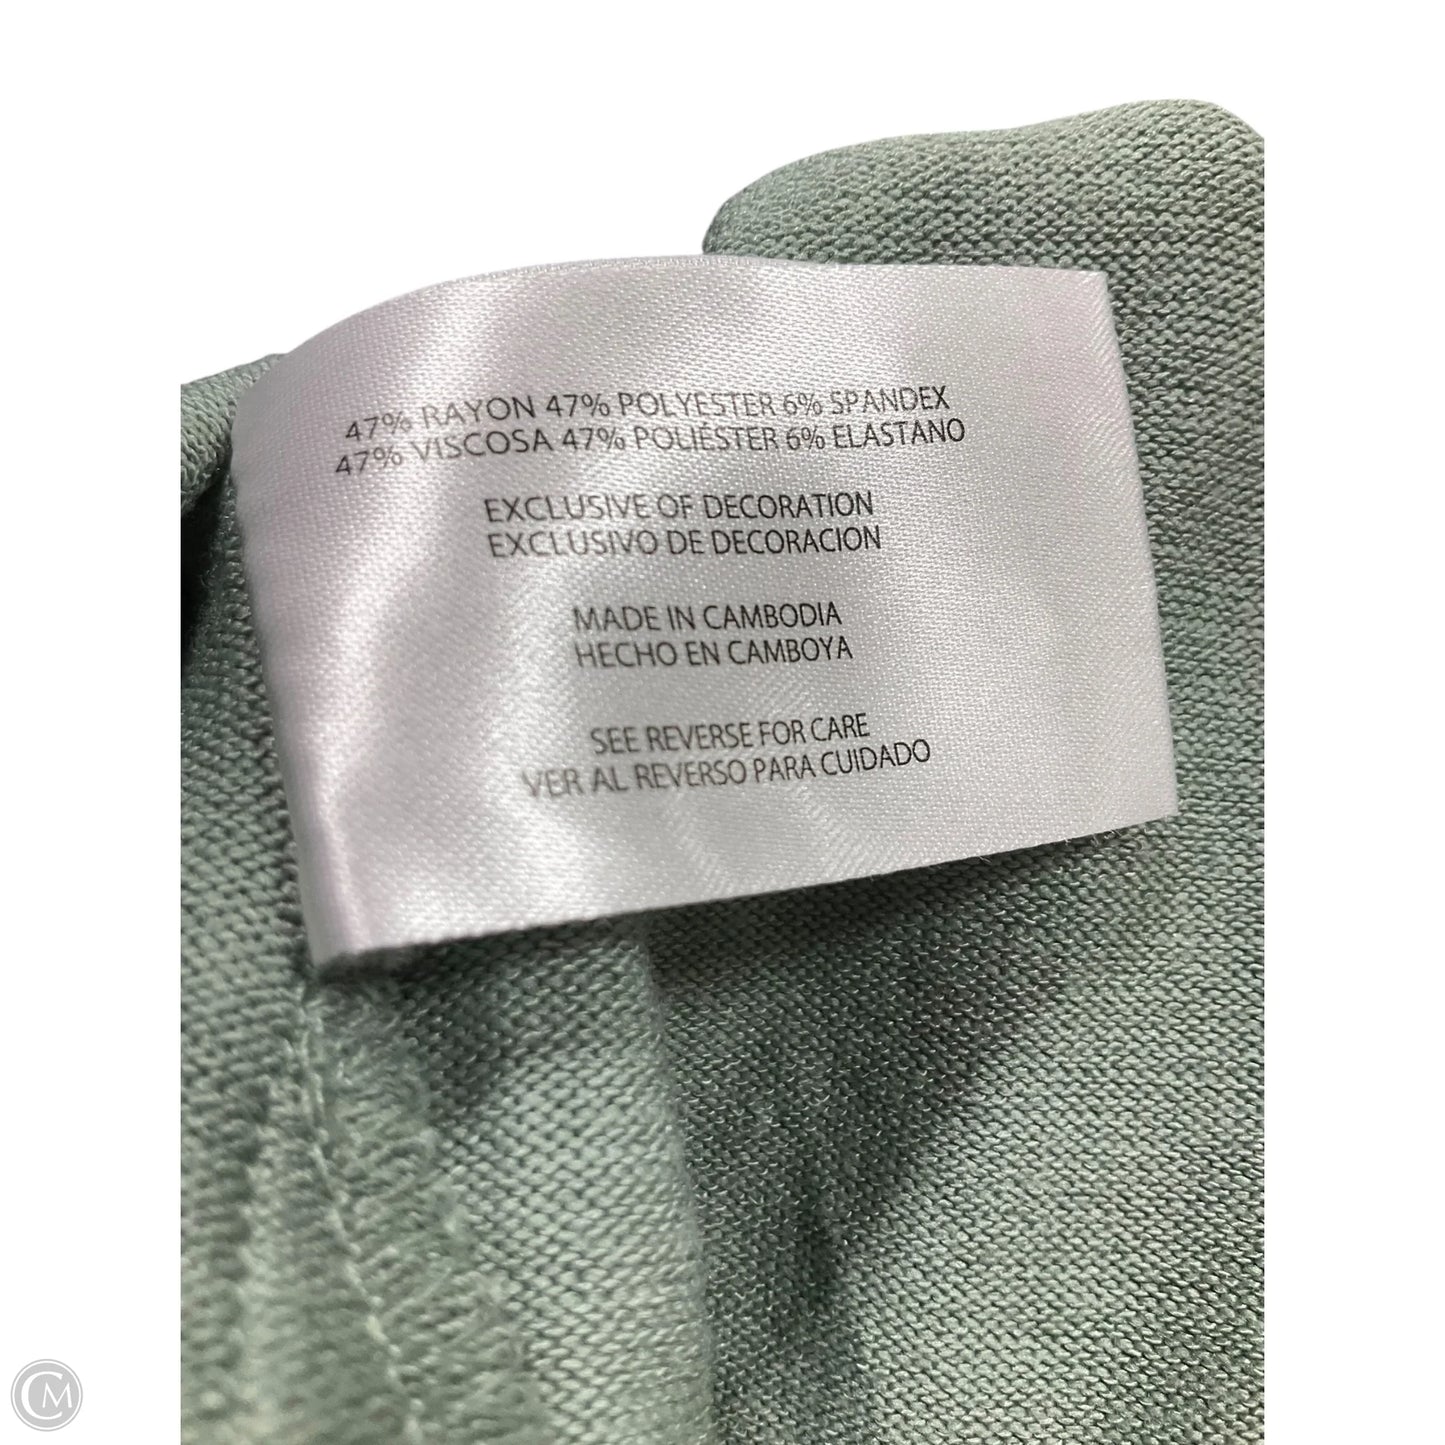 47% RAYON 47% POLYESTER 6% SPANDEX
47% VISCOSA 47% POLIÉSTER 6% ELASTANO
EXCLUSIVE OF DECORATION
EXCLUSIVO DE DECORACION
MADE IN CAMBODIA
HECHO EN CAMBOYA
SEE REVERSE FOR CARE
VER AL REVERSO PARA CUIDADO
CM